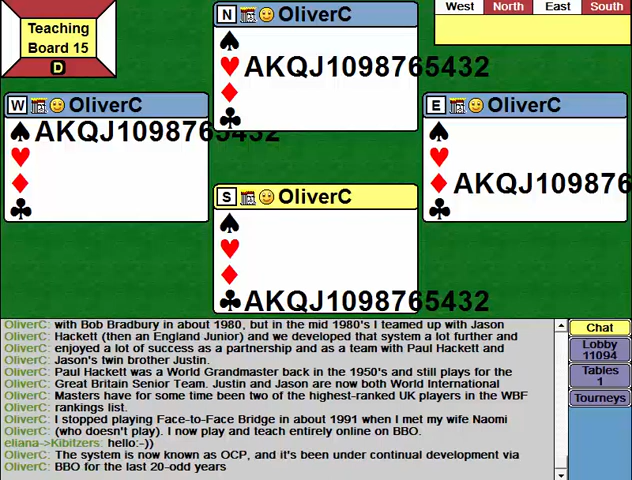 Teaching
Board 15
D
N OliverC
AKQJ1098765432
West North East South
W OliverC
AKQJ1098765432
E OliverC
AKQJ109876
S OliverC
AKQJ1098765432
OliverC: with Bob Bradbury in about 1980, but in the mid 1980's I teamed up with Jason
Hackett (then an England Junior) and we developed that system a lot further and
OliverC: enjoyed a lot of success as a partnership and as a team with Paul Hackett and
Jason's twin brother Justin.
OliverC: Paul Hackett was a World Grandmaster back in the 1950's and still plays for the
OliverC: Great Britain Senior Team. Justin and Jason are now both World International
OliverC: Masters have for some time been two of the highest-ranked UK players in the WBF
rankings list.
OliverC: I stopped playing Face-to-Face Bridge in about 1991 when I met my wife Naomi
OliverC: (who doesn't play). I now play and teach entirely online on BBO.
eliana->Kibitzers: hello:-))
OliverC: The system is now known as OCP, and it's been under continual development via
OliverC: BBO for the last 20-odd years
Chat
Lobby
11094
Tables
1
Tourneys